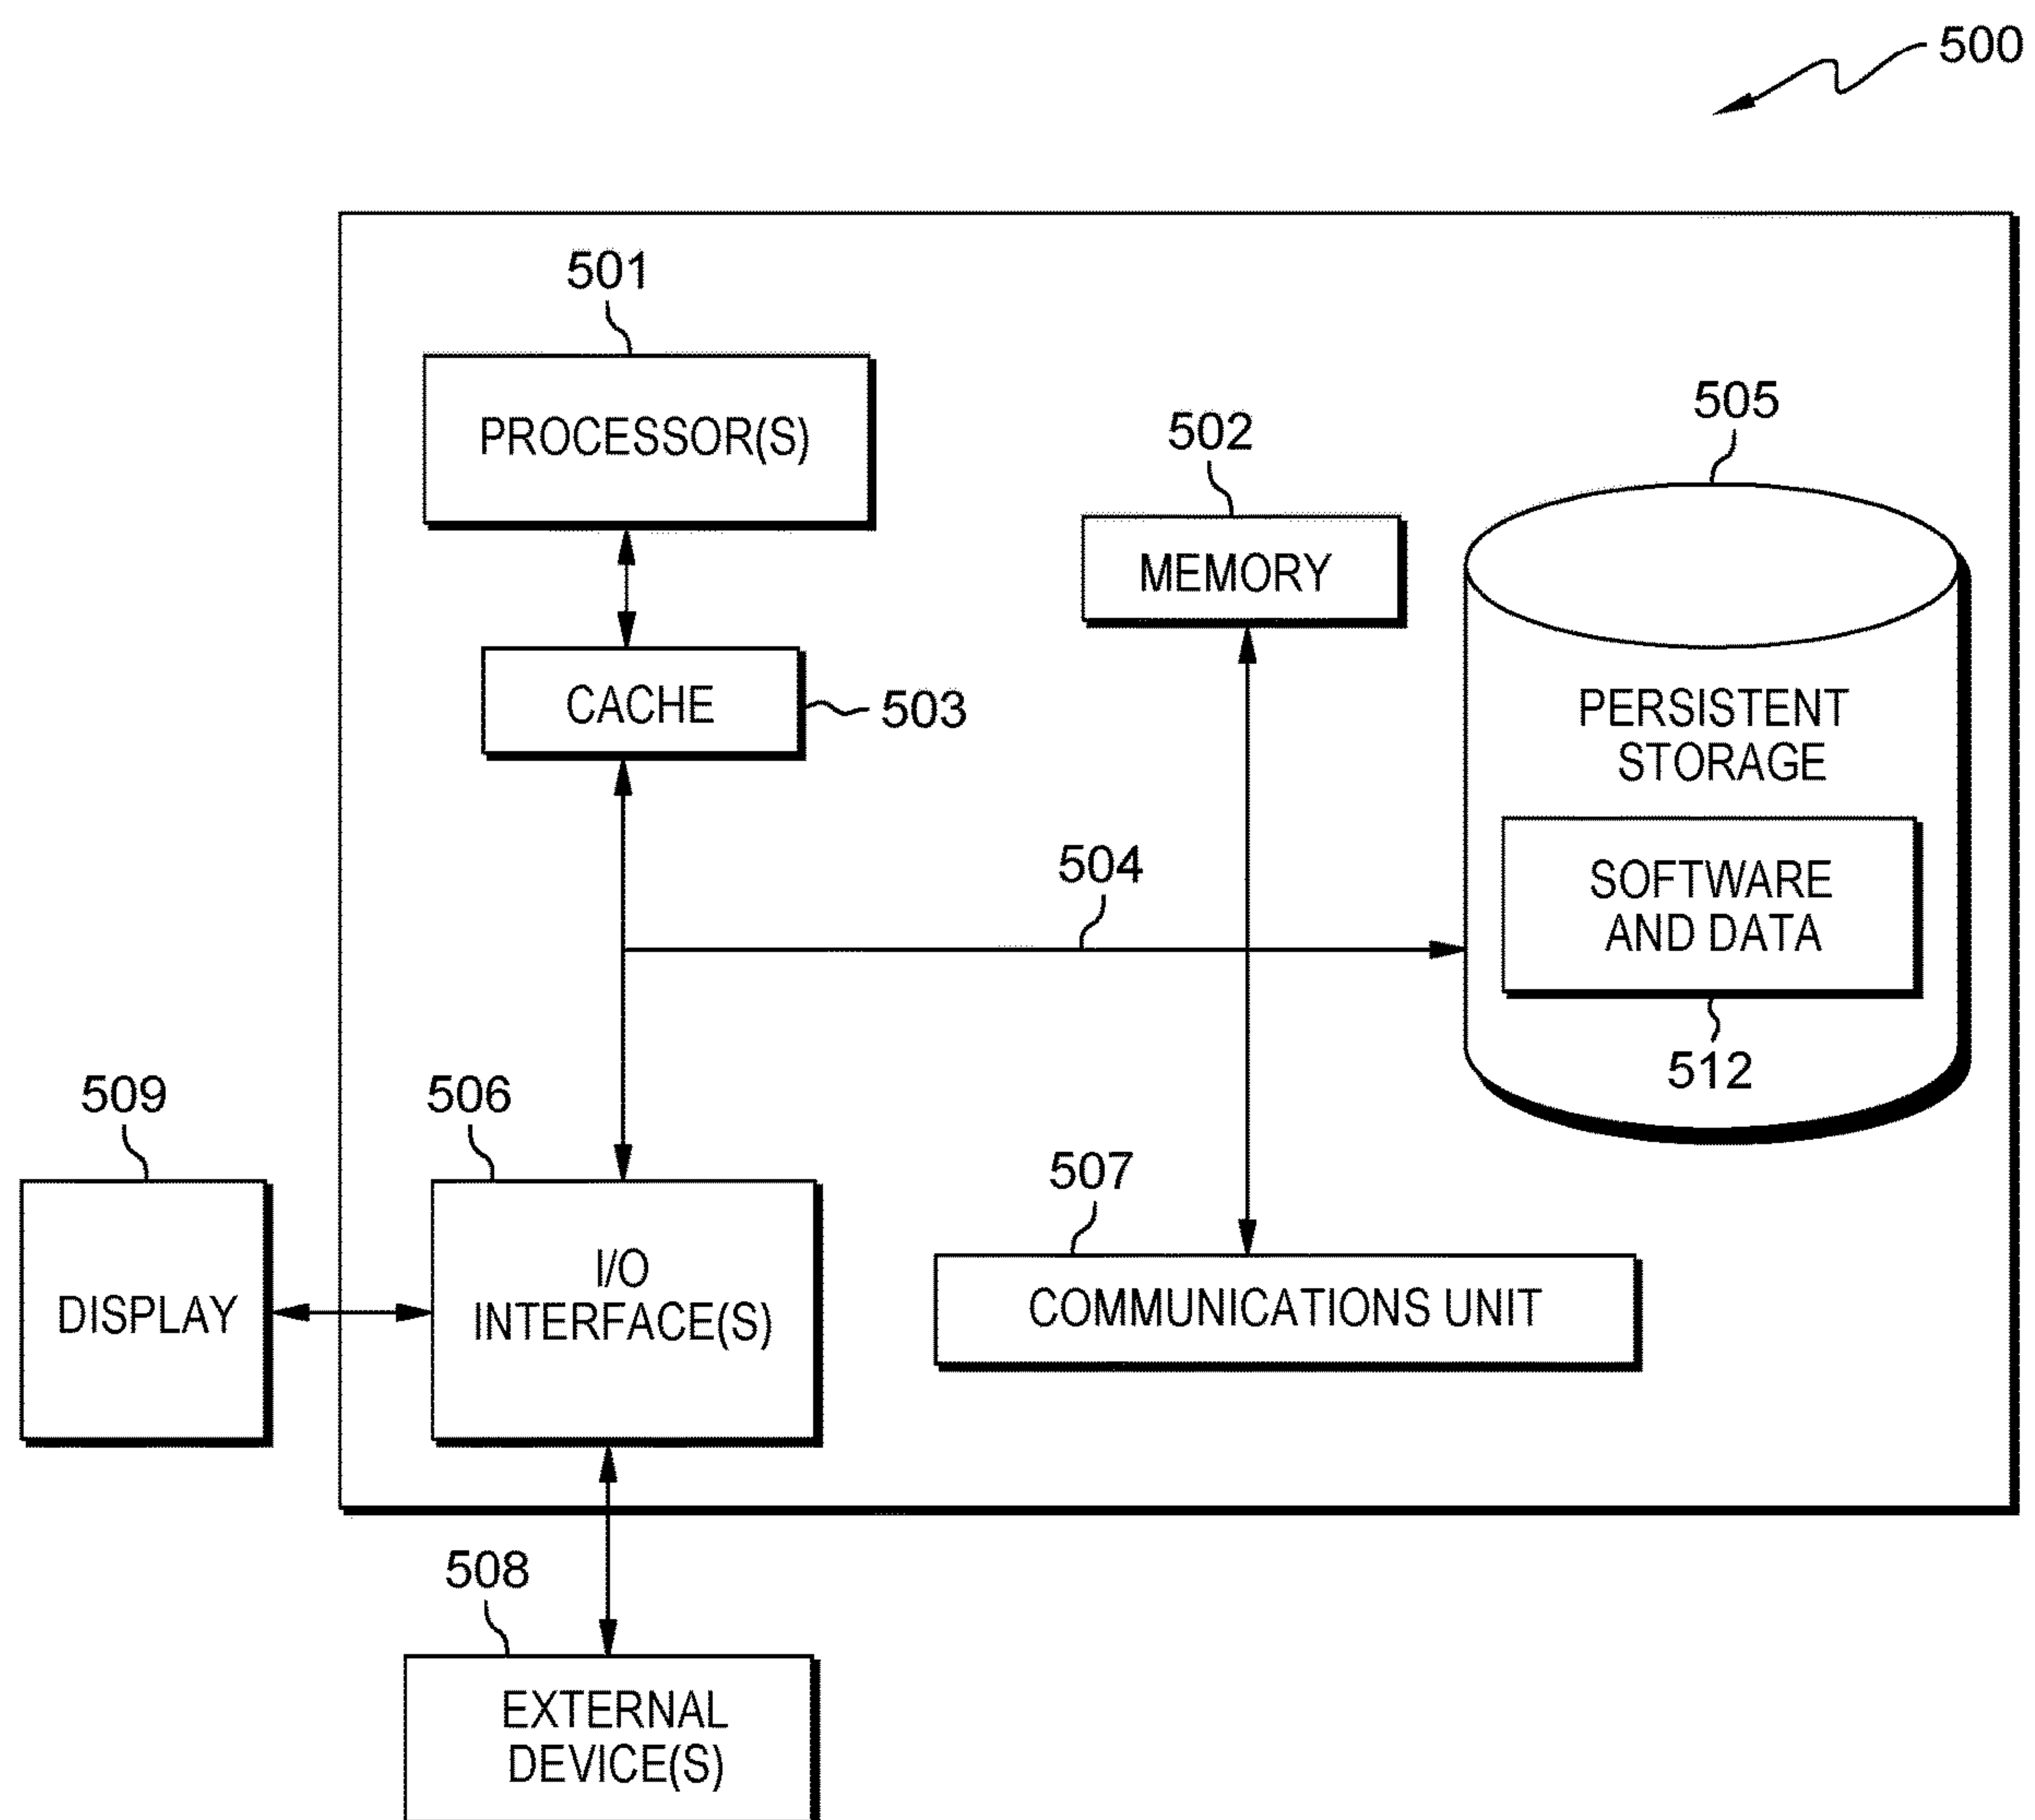 500
501
PROCESSOR(S)
505
502
MEMORY
CACHE
503
PERSISTENT
STORAGE
504
SOFTWARE
AND DATA
512
509
506
507
DISPLAY
I/O
INTERFACE(S)
COMMUNICATIONS UNIT
508
EXTERNAL
DEVICE(S)